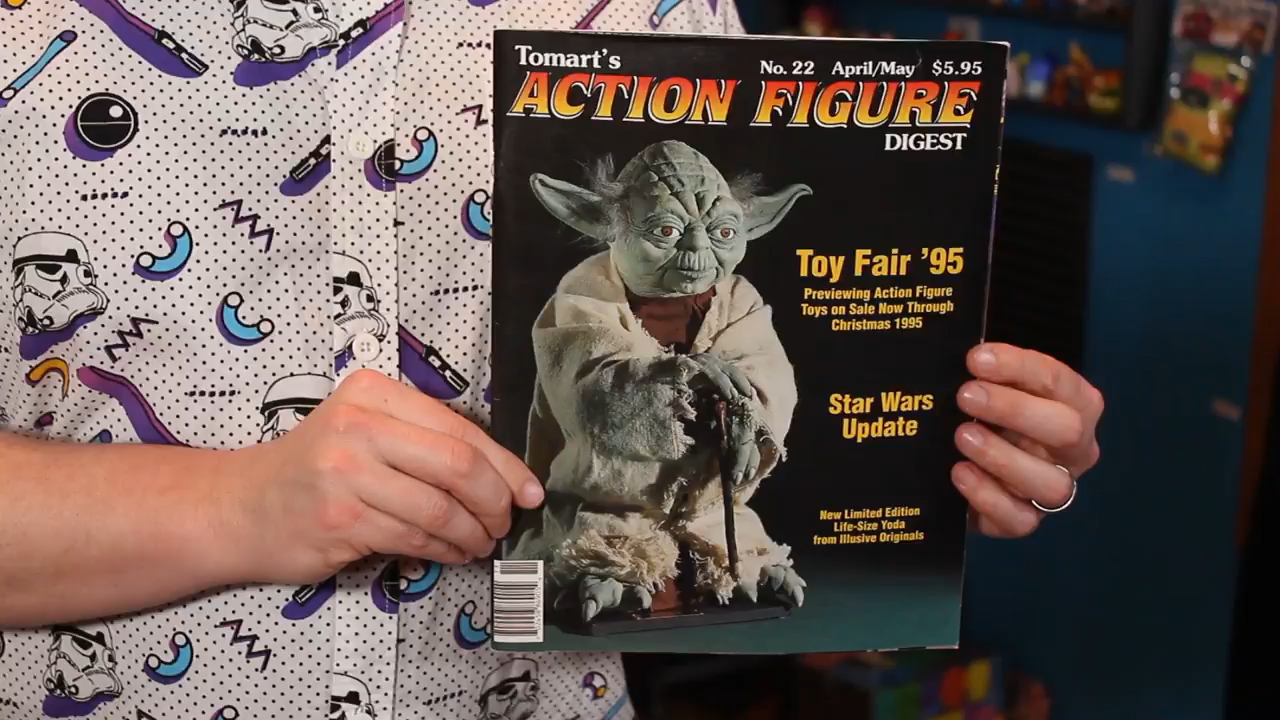 Tomart's
No. 22 April/May $5.95
ACTION FIGURE
DIGEST
Toy Fair '95
Previewing Action Figure
Toys on Sale Now Through
Christmas 1995
Star Wars
Update
New Limited Edition
Life-Size Yoda
from Illusive Originals